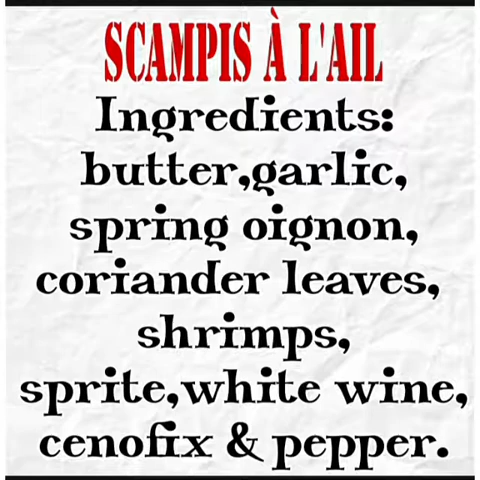 SCAMPIS À L'AIL
Ingredients:
butter,garlic,
spring oignon,
coriander leaves,
shrimps,
sprite,white wine,
cenofix & pepper.